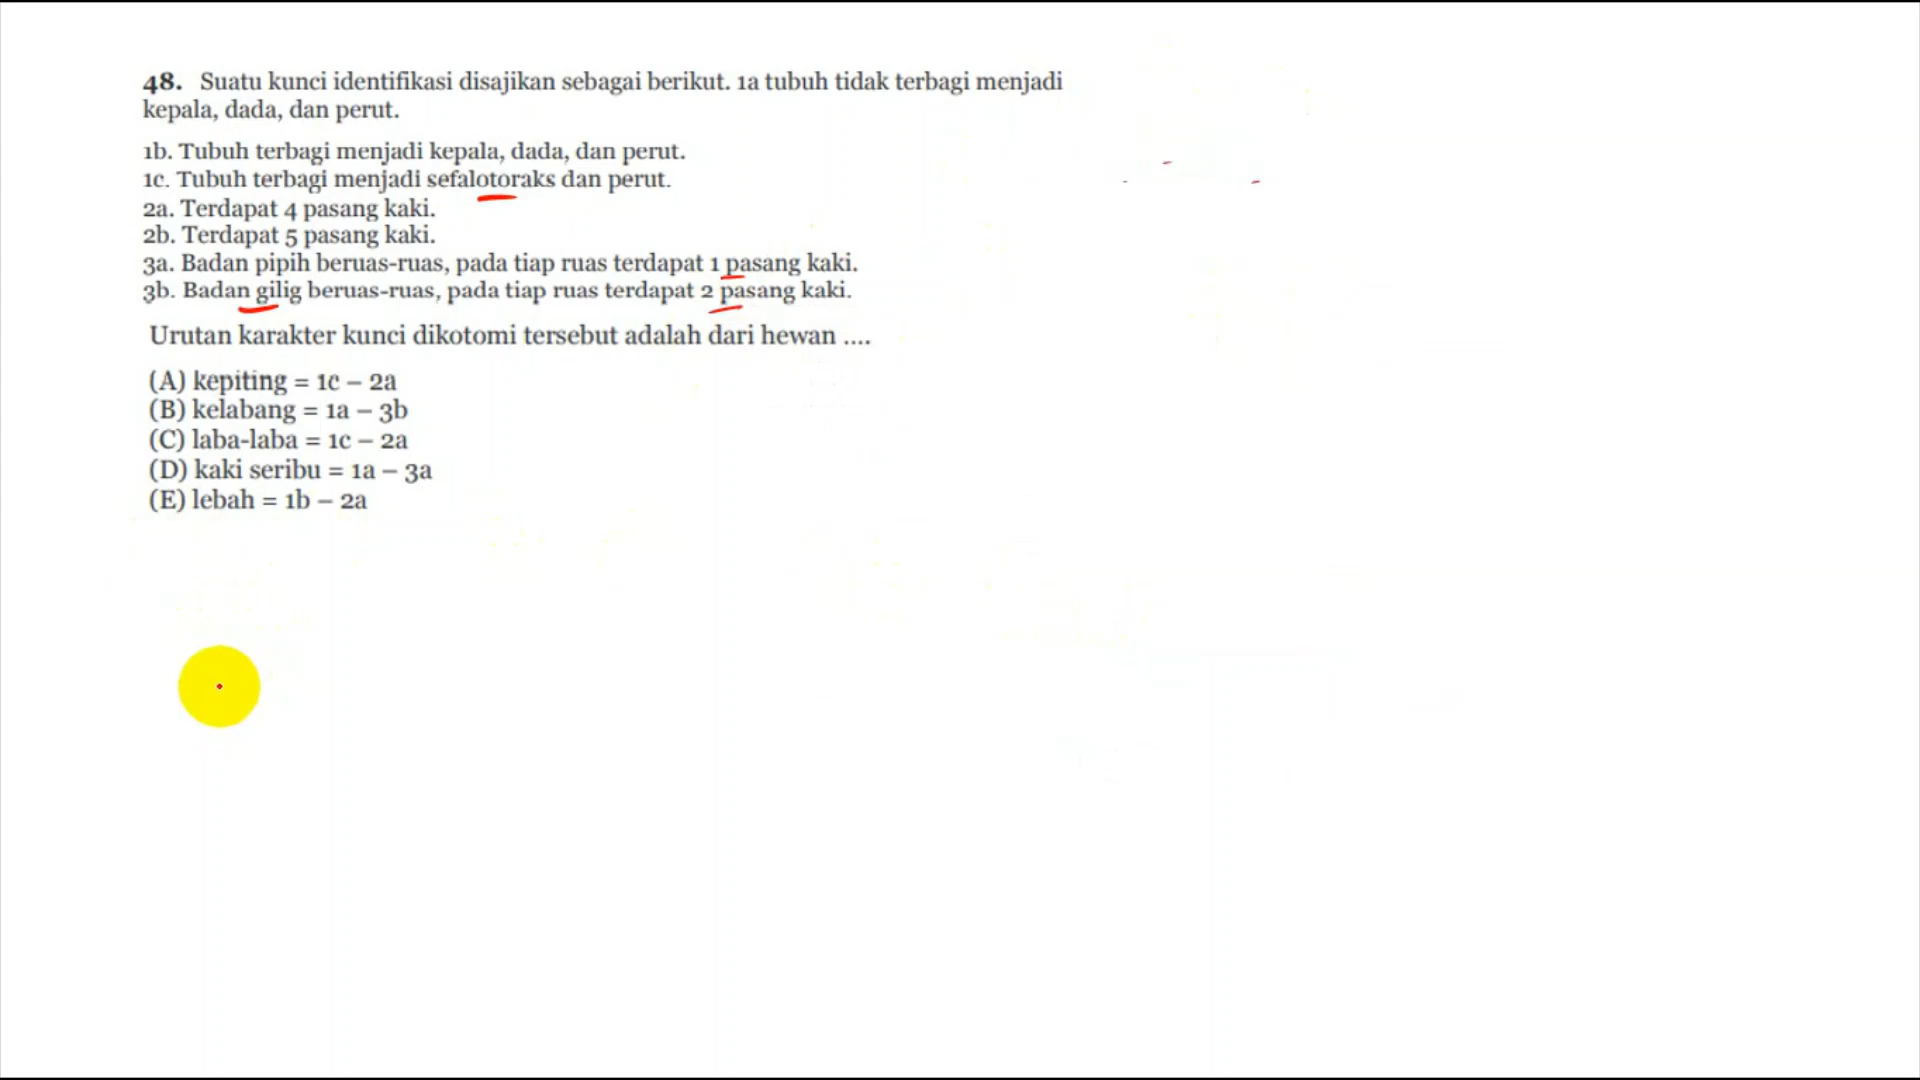 48. Suatu kunci identifikasi disajikan sebagai berikut. 1a tubuh tidak terbagi menjadi
kepala, dada, dan perut.
1b. Tubuh terbagi menjadi kepala, dada, dan perut.
1c. Tubuh terbagi menjadi sefalotoraks dan perut.
2a. Terdapat 4 pasang kaki.
2b. Terdapat 5 pasang kaki.
3a. Badan pipih beruas-ruas, pada tiap ruas terdapat 1 pasang kaki.
3b. Badan gilig beruas-ruas, pada tiap ruas terdapat 2 pasang kaki.
Urutan karakter kunci dikotomi tersebut adalah dari hewan ....
(A) kepiting = 1c – 2a
(B) kelabang = 1a – 3b
(C) laba-laba = 1c – 2a
(D) kaki seribu = 1a – 3a
(E) lebah = 1b – 2a